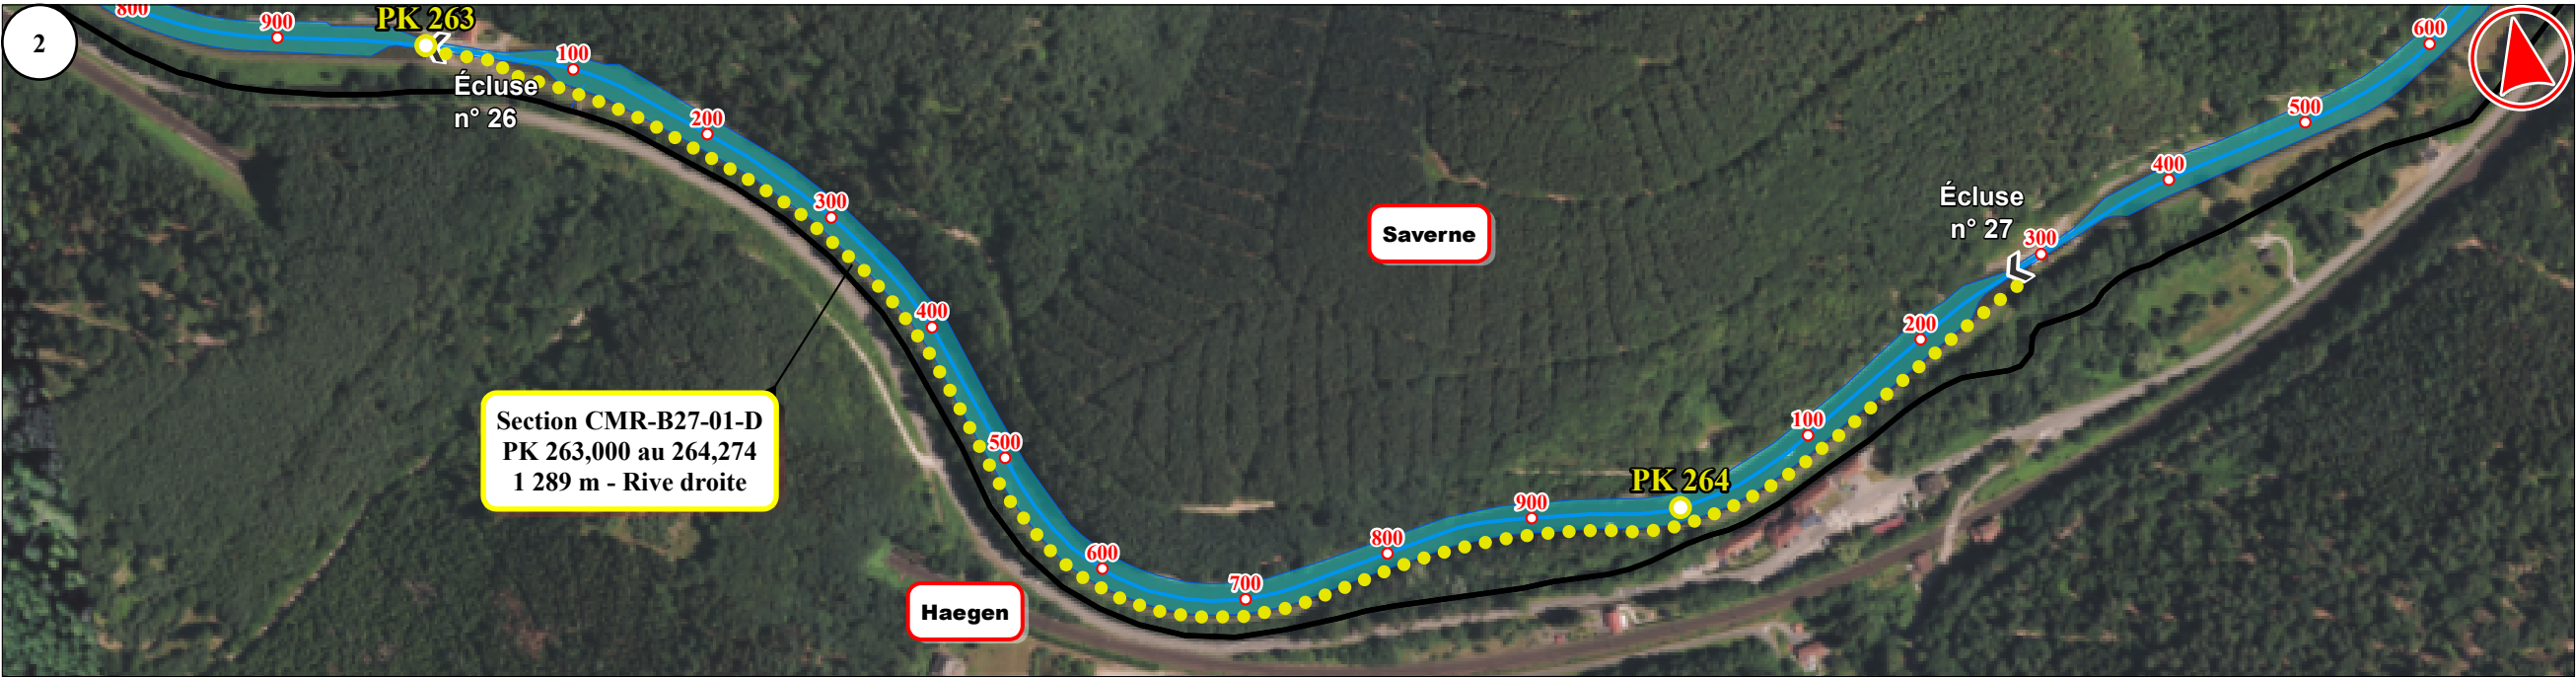 2
800
900
PK 263
100
Écluse
n° 26
200
300
400
500
600
700
800
900
PK 264
100
200
300
400
500
600
Écluse
n° 27
Saverne
Haegen
Section CMR-B27-01-D
PK 263,000 au 264,274
1 289 m - Rive droite